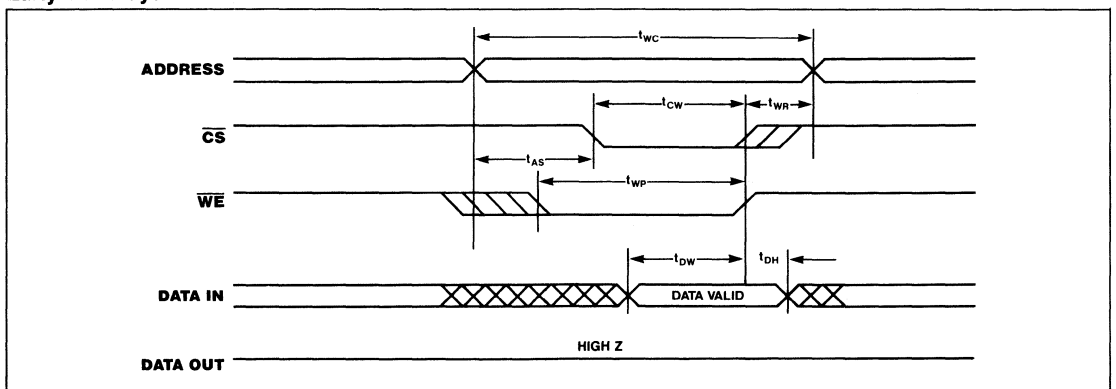 tWC
ADDRESS
tCW
tWR
CS
tAS
tWP
WE
tDW
tDH
DATA IN
DATA VALID
HIGH Z
DATA OUT